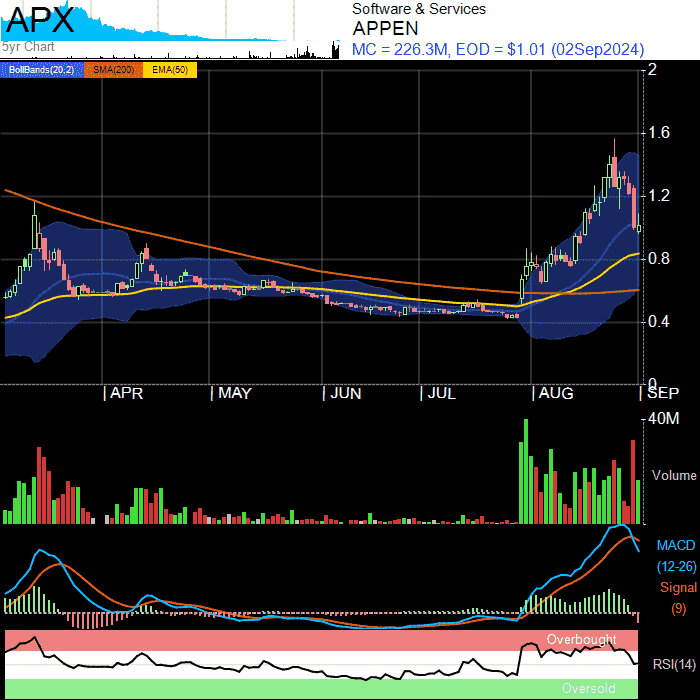 APX
5yr Chart
Software & Services
APPEN
MC = 226.3M, EOD = $1.01 (02Sep2024)
BollBands(20,2) SMA(200) EMA(50)
2
1.6
1.2
0.8
0.4
0
APR MAY JUN JUL AUG SEP
40M
Volume
MACD
(12-26)
Signal
(9)
Overbought
RSI(14)
Oversold